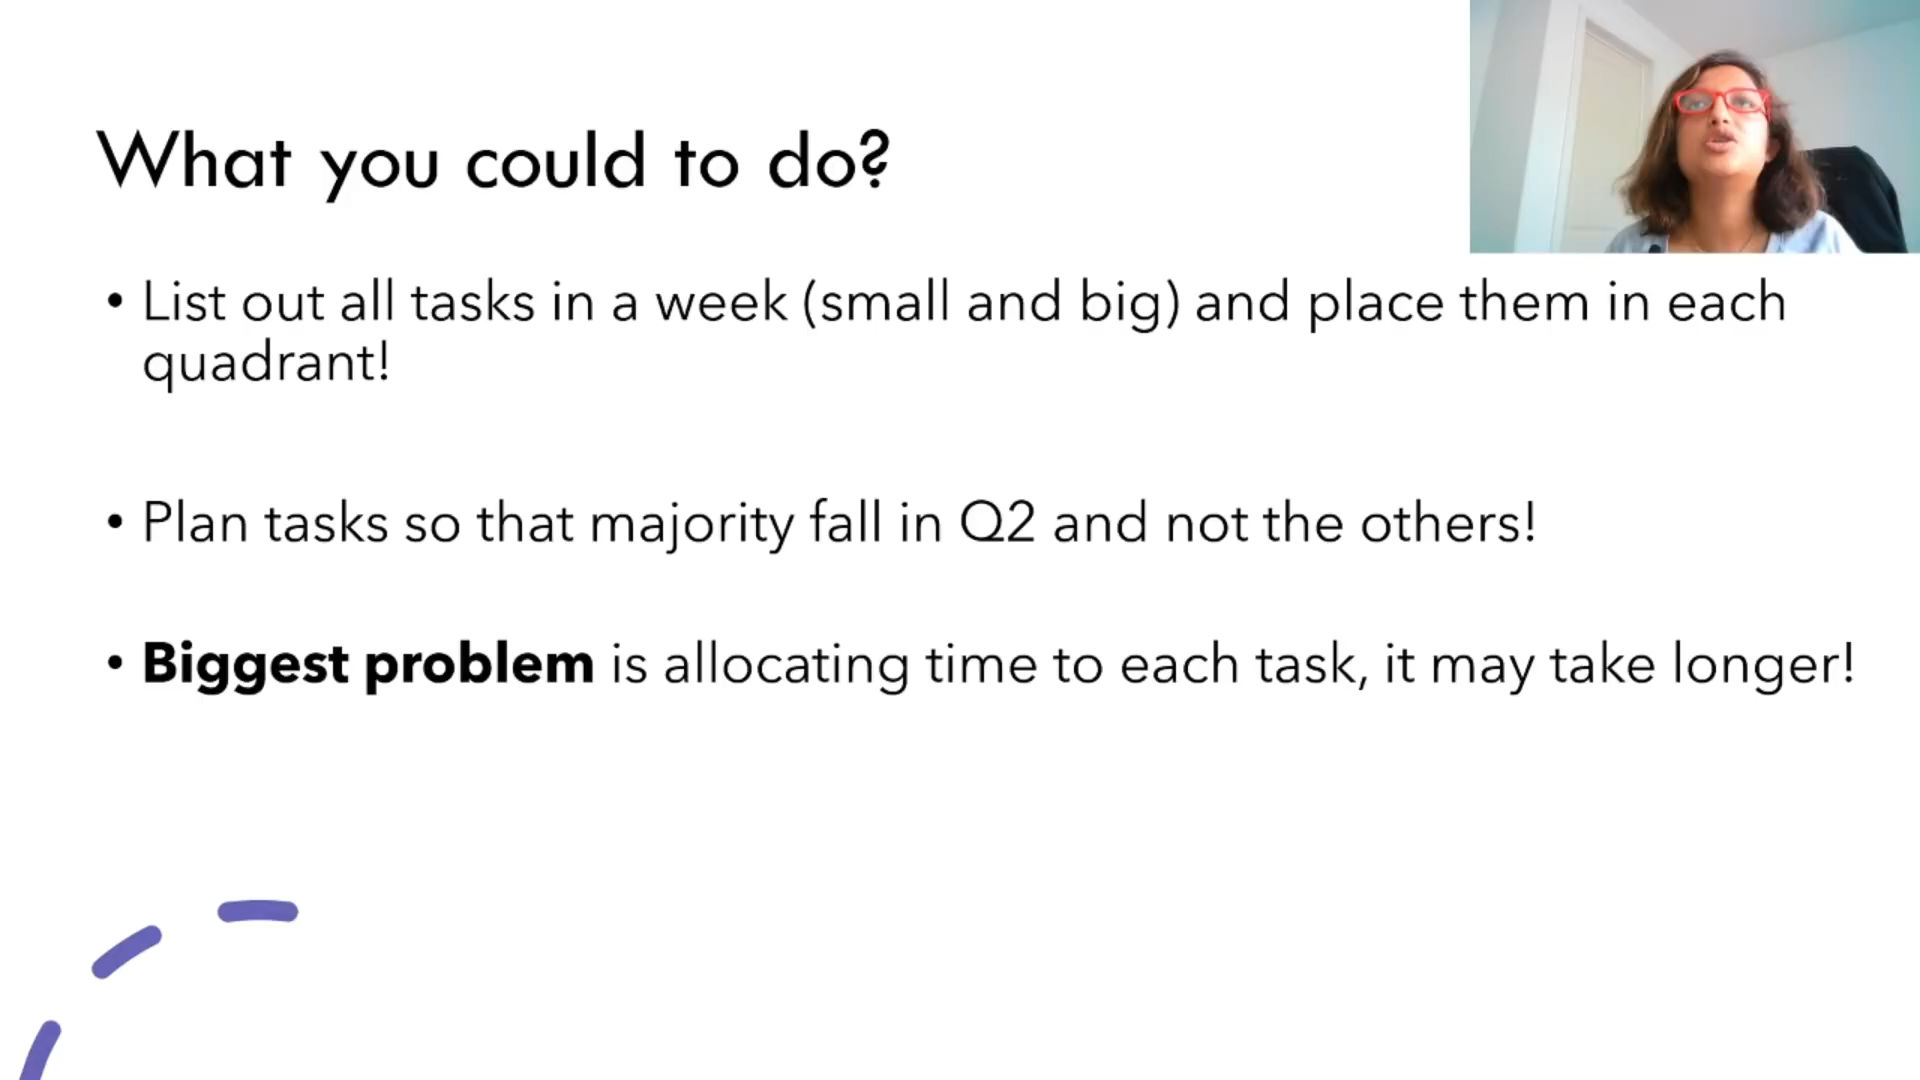 What you could to do?
• List out all tasks in a week (small and big) and place them in each
quadrant!
• Plan tasks so that majority fall in Q2 and not the others!
• Biggest problem is allocating time to each task, it may take longer!